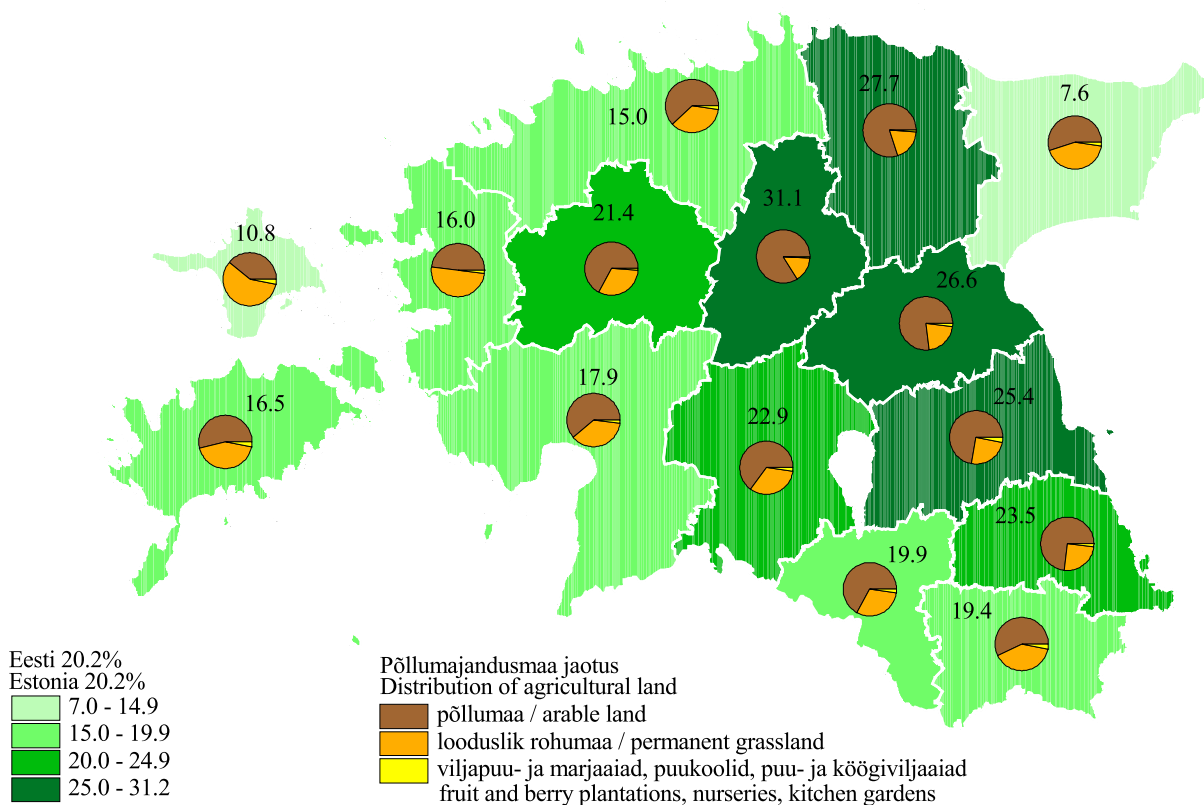 27.7
7.6
15.0
31.1
21.4
16.0
10.8
26.6
17.9
16.5
25.4
22.9
23.5
19.9
19.4
Eesti 20.2%
Estonia 20.2%
7.0 - 14.9
15.0 - 19.9
20.0 - 24.9
25.0 - 31.2
Põllumajandusmaa jaotus
Distribution of agricultural land
põllumaa / arable land
looduslik rohumaa / permanent grassland
viljapuu- ja marjaaiad, puukoolid, puu- ja köögiviljaaiad
fruit and berry plantations, nurseries, kitchen gardens